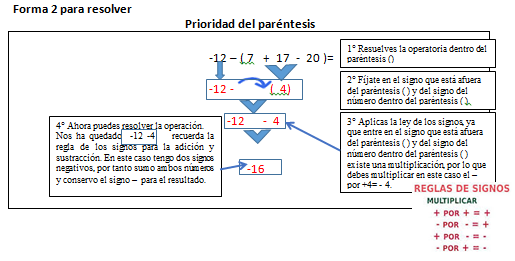 Forma 2 para resolver
Prioridad del paréntesis
-12 – ( 7 + 17 - 20 )=
-12 - ( 4)
-12 - 4
-16
1° Resuelves la operatoria dentro del
paréntesis ()
2° Fíjate en el signo que está afuera
del paréntesis ( ) y del signo del
número dentro del paréntesis ( ).
3° Aplicas la ley de los signos, ya
que entre en el signo que está afuera
del paréntesis ( ) y del signo del
número dentro del paréntesis ( )
existe una multiplicación, por lo que
debes multiplicar en este caso el –
por +4= - 4.
4° Ahora puedes resolver la operación.
Nos ha quedado -12 -4 recuerda la
regla de los signos para la adición y
sustracción. En este caso tengo dos signos
negativos, por tanto sumo ambos números
y conservo el signo – para el resultado.
REGLAS DE SIGNOS
MULTIPLICAR
+ POR + = +
- POR - = +
+ POR - = -
- POR + = -